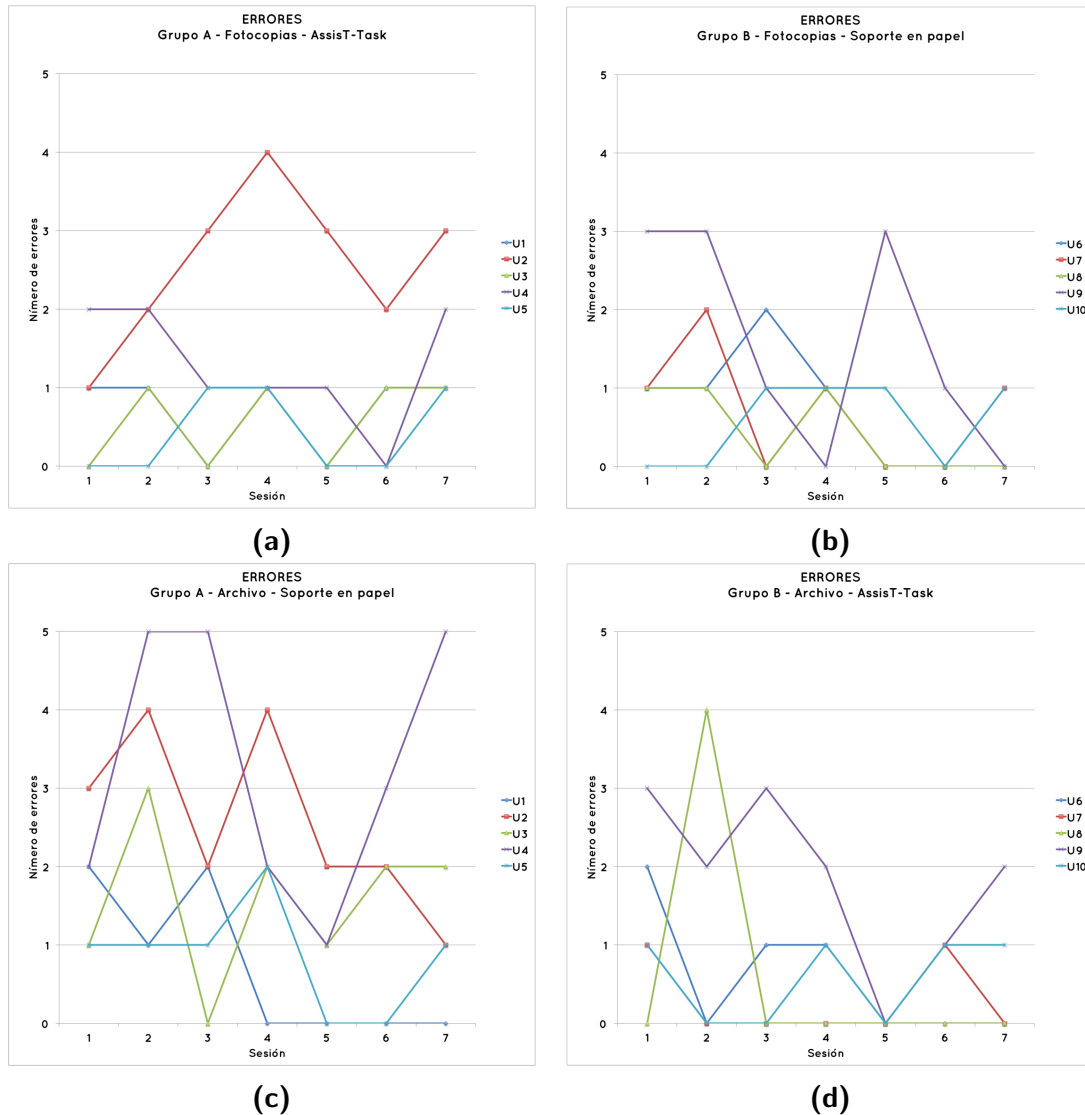 ERRORES
Grupo A - Fotocopias - AssisT-Task
5
4
3
2
1
0
Nímero de errores
1 2 3 4 5 6 7
Sesión
U1
U2
U3
U4
U5
(a)
ERRORES
Grupo B - Fotocopias - Soporte en papel
5
4
3
2
1
0
Nímero de errores
1 2 3 4 5 6 7
Sesión
U6
U7
U8
U9
U10
(b)
ERRORES
Grupo A - Archivo - Soporte en papel
5
4
3
2
1
0
Nímero de errores
1 2 3 4 5 6 7
Sesión
U1
U2
U3
U4
U5
(c)
ERRORES
Grupo B - Archivo - AssisT-Task
5
4
3
2
1
0
Nímero de errores
1 2 3 4 5 6 7
Sesión
U6
U7
U8
U9
U10
(d)